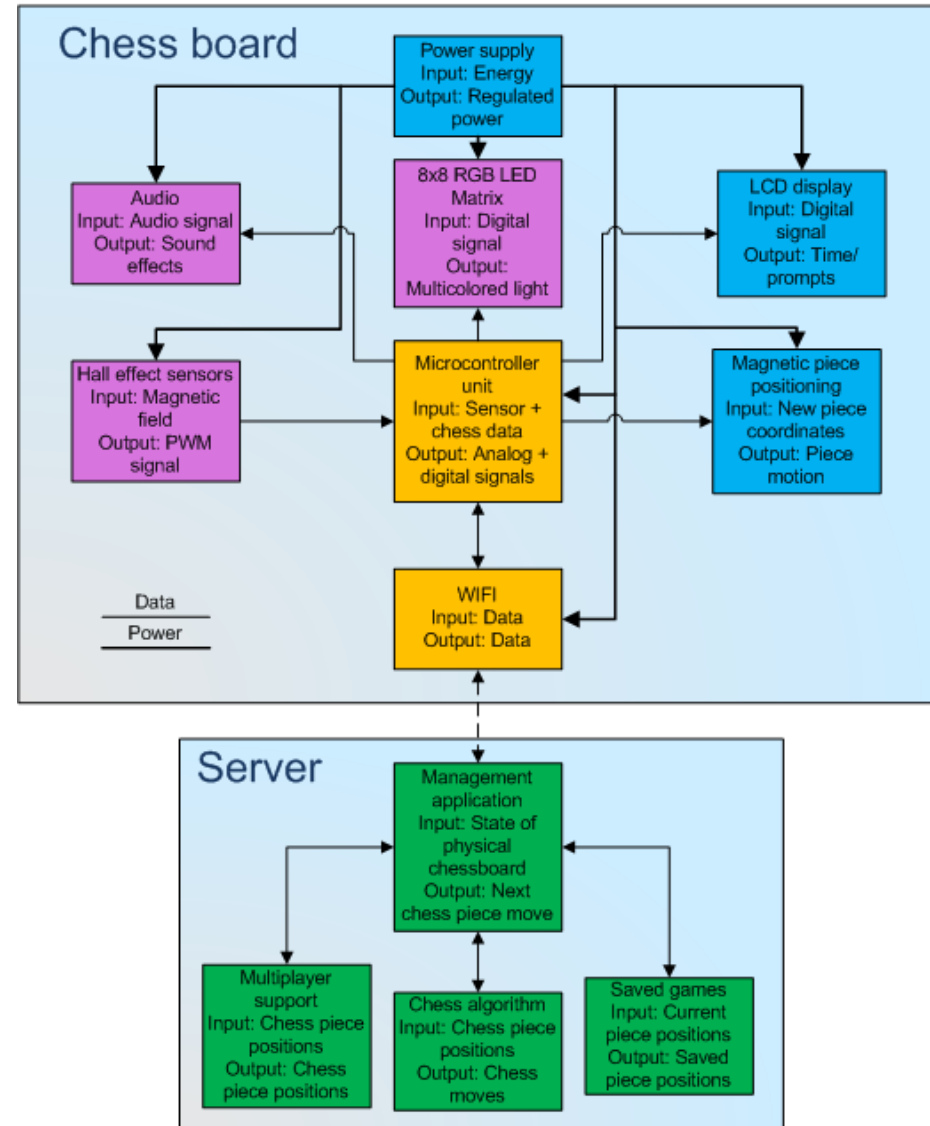 Chess board
Power supply
Input: Energy
Output: Regulated
power
Audio
Input: Audio signal
Output: Sound
effects
8x8 RGB LED
Matrix
Input: Digital
signal
Output:
Multicolored light
LCD display
Input: Digital
signal
Output: Time/
prompts
Hall effect sensors
Input: Magnetic
field
Output: PWM
signal
Microcontroller
unit
Input: Sensor +
chess data
Output: Analog +
digital signals
Magnetic piece
positioning
Input: New piece
coordinates
Output: Piece
motion
WIFI
Input: Data
Output: Data
Data
Power
Server
Management
application
Input: State of
physical
chessboard
Output: Next
chess piece move
Multiplayer
support
Input: Chess piece
positions
Output: Chess
piece positions
Chess algorithm
Input: Chess piece
positions
Output: Chess
moves
Saved games
Input: Current
piece positions
Output: Saved
piece positions